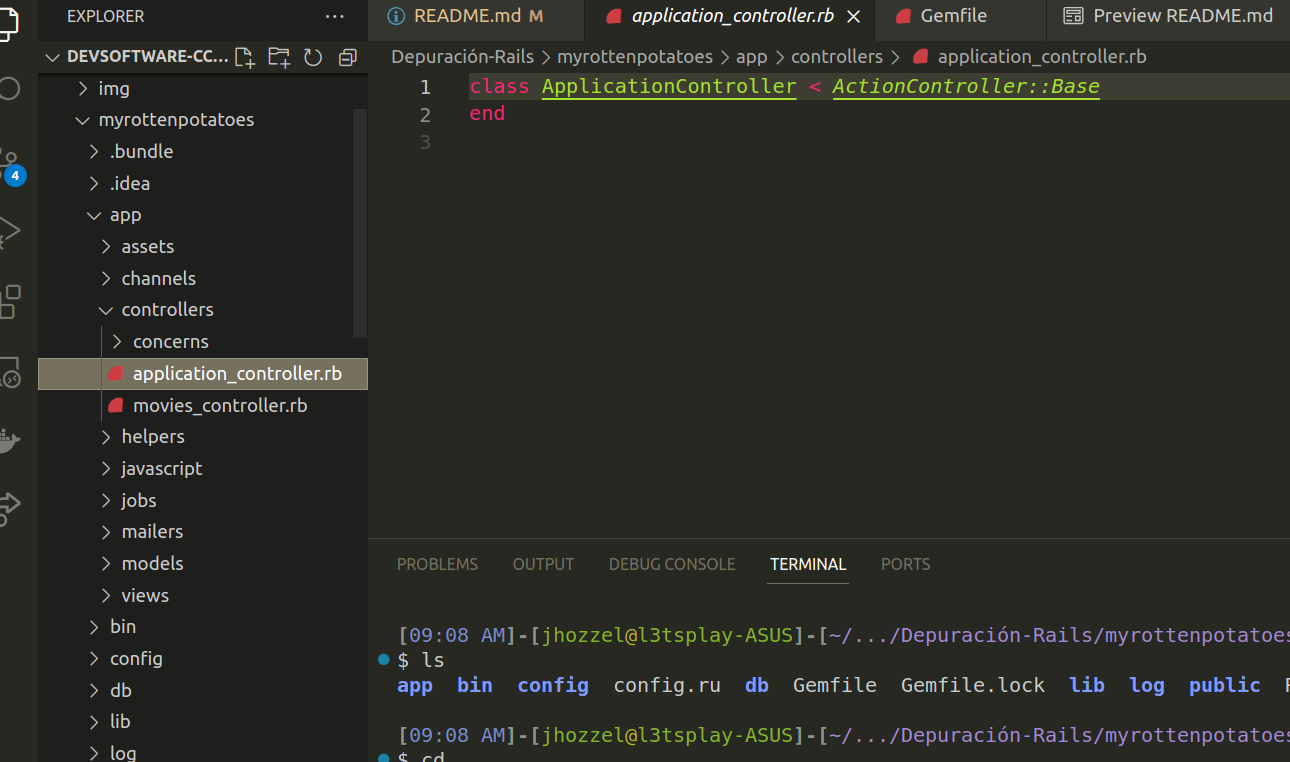 EXPLORER ...
README.md M application_controller.rb Gemfile Preview README.md
DEVSOFTWARE-CC...
Depuración-Rails > myrottenpotatoes > app > controllers > application_controller.rb
img
myrottenpotatoes
.bundle
.idea
app
assets
channels
controllers
concerns
application_controller.rb
movies_controller.rb
helpers
javascript
jobs
mailers
models
views
bin
config
db
lib
log
4
1 class ApplicationController < ActionController::Base
2 end
3
PROBLEMS OUTPUT DEBUG CONSOLE TERMINAL PORTS
[09:08 AM]-[jhozzel@l3tsplay-ASUS]-[~/.../Depuración-Rails/myrottenpotatoes
$ ls
app bin config config.ru db Gemfile Gemfile.lock lib log public
[09:08 AM]-[jhozzel@l3tsplay-ASUS]-[~/.../Depuración-Rails/myrottenpotatoes
$ cd